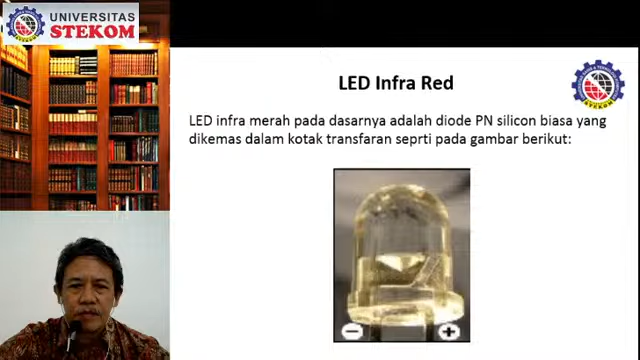 UNIVERSITAS
STEKOM
LED Infra Red
LED infra merah pada dasarnya adalah diode PN silicon biasa yang
dikemas dalam kotak transfaran seprti pada gambar berikut: